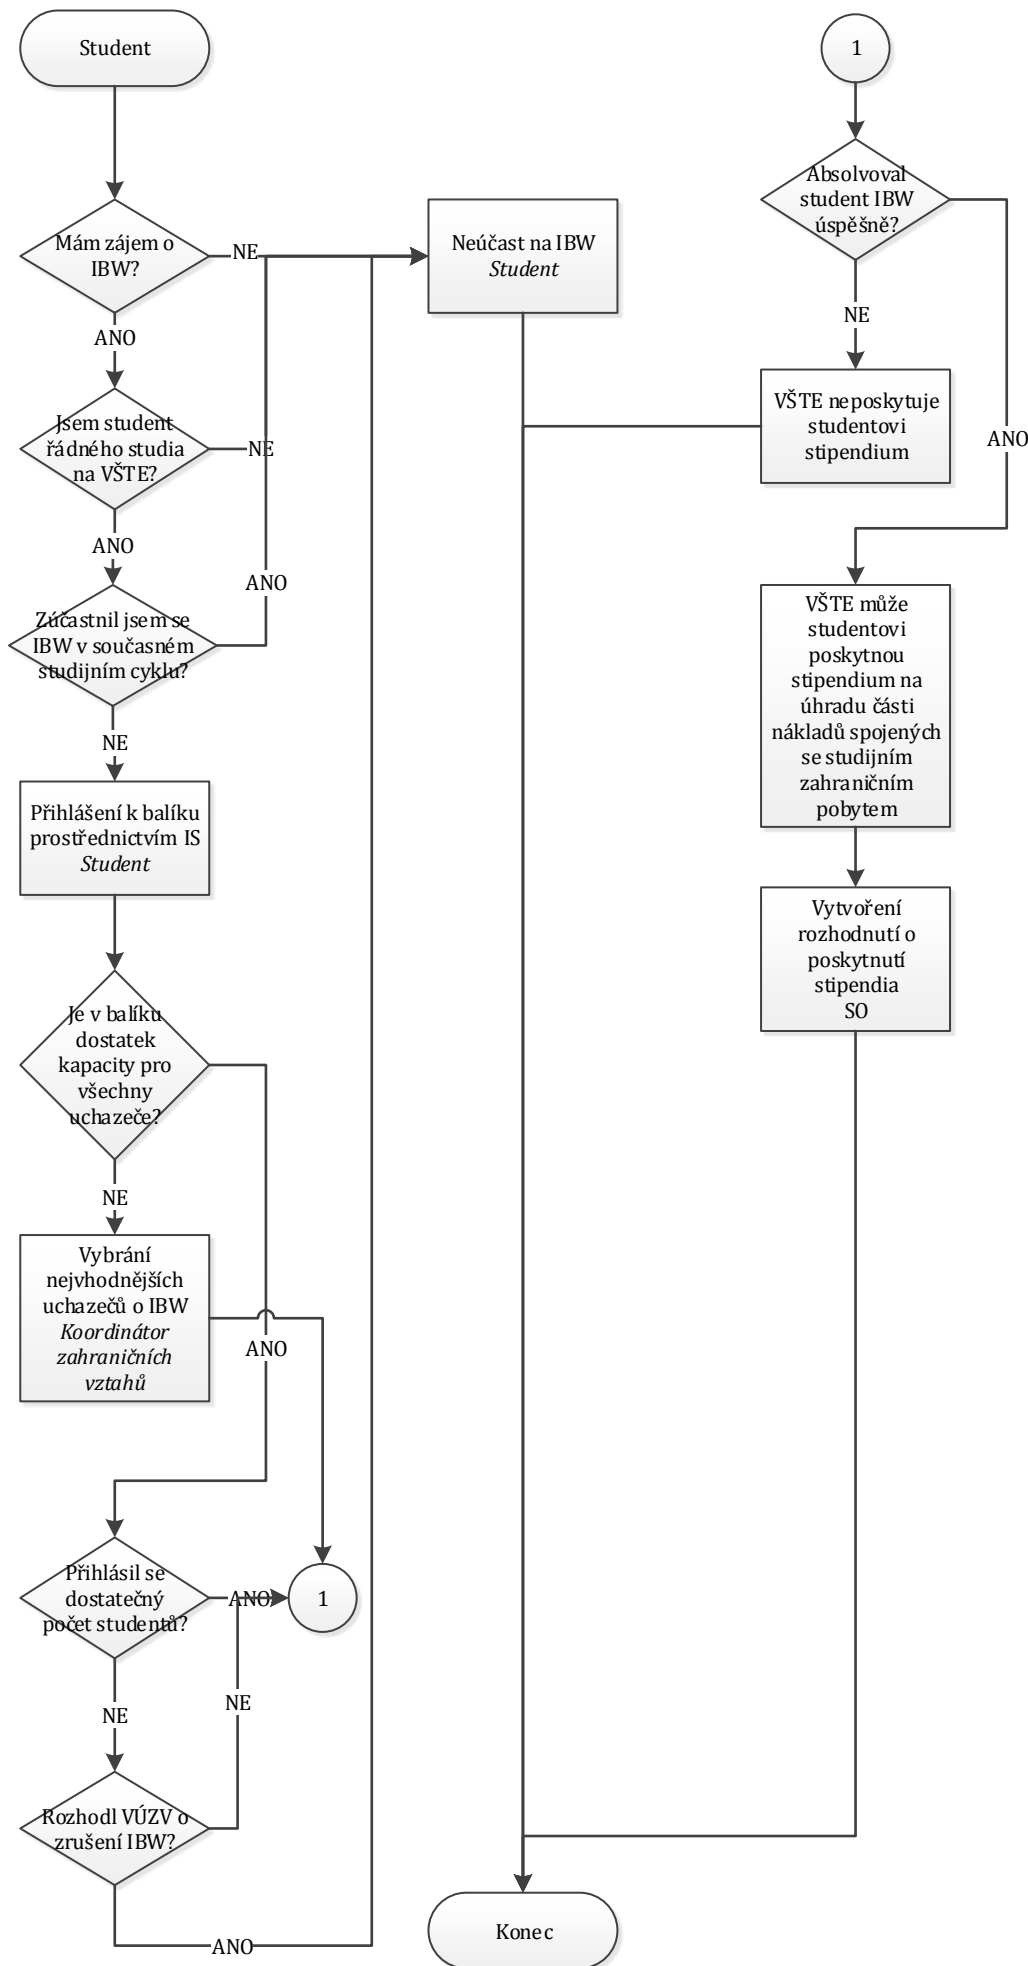 Student
Mám zájem o
IBW?
NE
ANO
Jsem student
řádného studia
na VŠTE?
NE
ANO
Zúčastnil jsem se
IBW v současném
studijním cyklu?
ANO
NE
Přihlášení k balíku
prostřednictvím IS
Student
Je v balíku
dostatek
kapacity pro
všechny
uchazeče?
NE
ANO
Vybrání
nejvhodnějších
uchazečů o IBW
Koordinátor
zahraničních
vztahů
Přihlásil se
dostatečný
počet studentů?
ANO
1
NE
NE
Rozhodl VÚZV o
zrušení IBW?
ANO
Neúčast na IBW
Student
1
Absolvoval
student IBW
úspěšně?
NE
ANO
VŠTE neposkytuje
studentovi
stipendium
VŠTE může
studentovi
poskytnou
stipendium na
úhradu části
nákladů spojených
se studijním
zahraničním
pobytem
Vytvoření
rozhodnutí o
poskytnutí
stipendia
SO
Konec